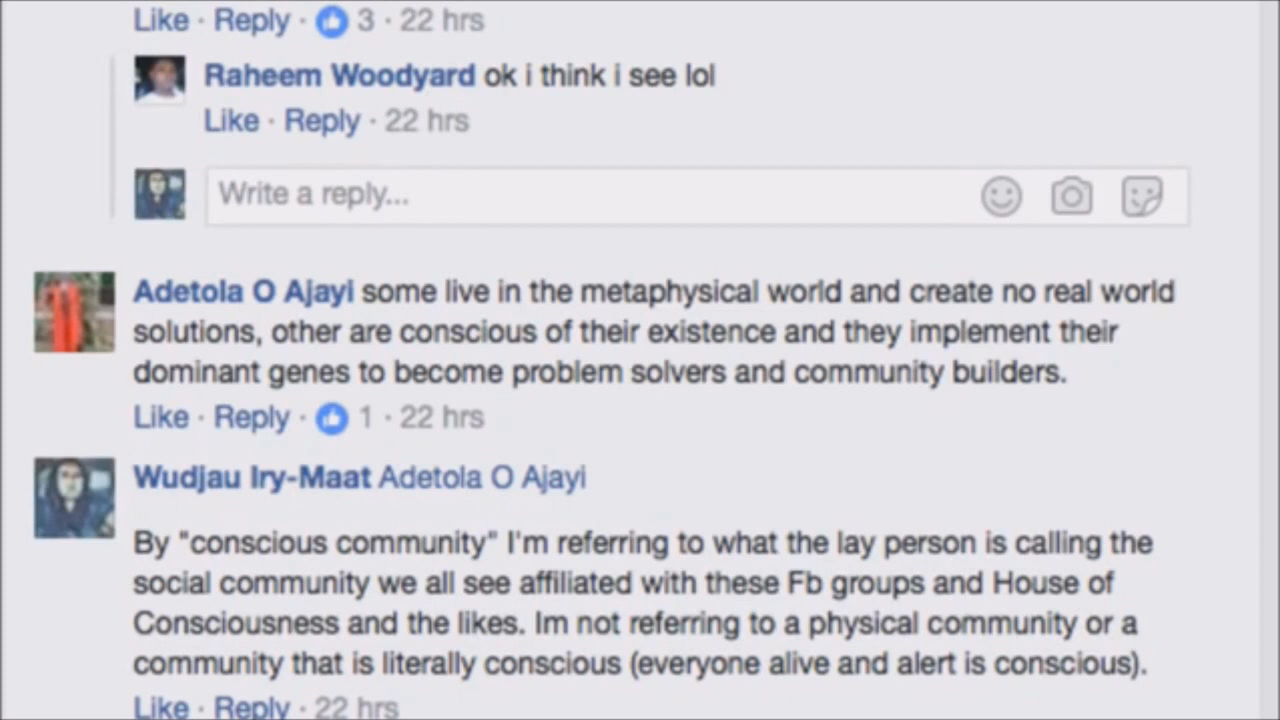 Like · Reply · 3 · 22 hrs
Raheem Woodyard ok i think i see lol
Like · Reply · 22 hrs
Write a reply...
Adetola O Ajayi some live in the metaphysical world and create no real world
solutions, other are conscious of their existence and they implement their
dominant genes to become problem solvers and community builders.
Like · Reply · 1 · 22 hrs
Wudjau Iry-Maat Adetola O Ajayi
By "conscious community" I'm referring to what the lay person is calling the
social community we all see affiliated with these Fb groups and House of
Consciousness and the likes. Im not referring to a physical community or a
community that is literally conscious (everyone alive and alert is conscious).
Like · Reply · 22 hrs